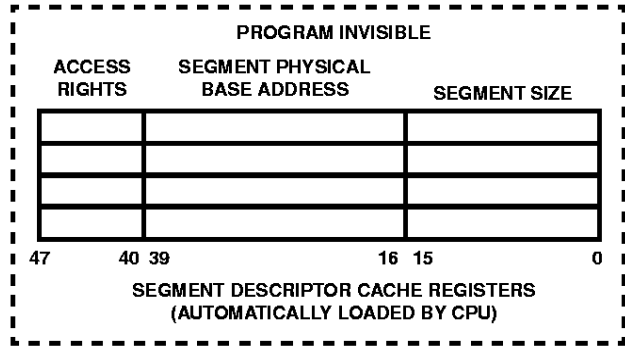 PROGRAM INVISIBLE
ACCESS RIGHTS
SEGMENT PHYSICAL BASE ADDRESS
SEGMENT SIZE
47 40 39 16 15 0
SEGMENT DESCRIPTOR CACHE REGISTERS
(AUTOMATICALLY LOADED BY CPU)